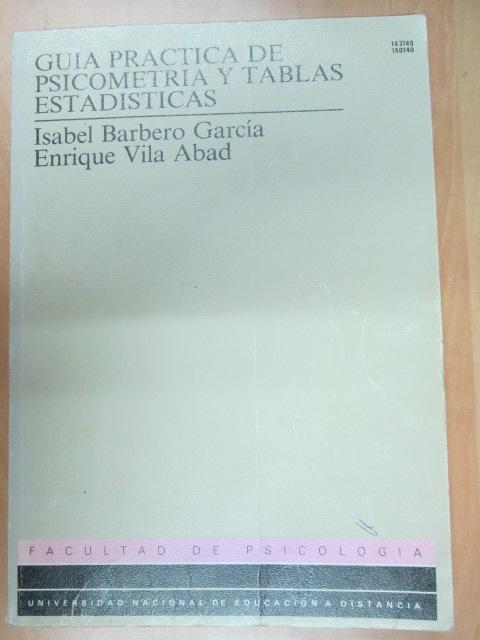 GUIA PRACTICA DE
PSICOMETRIA Y TABLAS
ESTADISTICAS
143149
140140
Isabel Barbero García
Enrique Vila Abad
FACULTAD DE PSICOLOGIA
UNIVERSIDAD NACIONAL DE EDUCACION A DISTANCIA